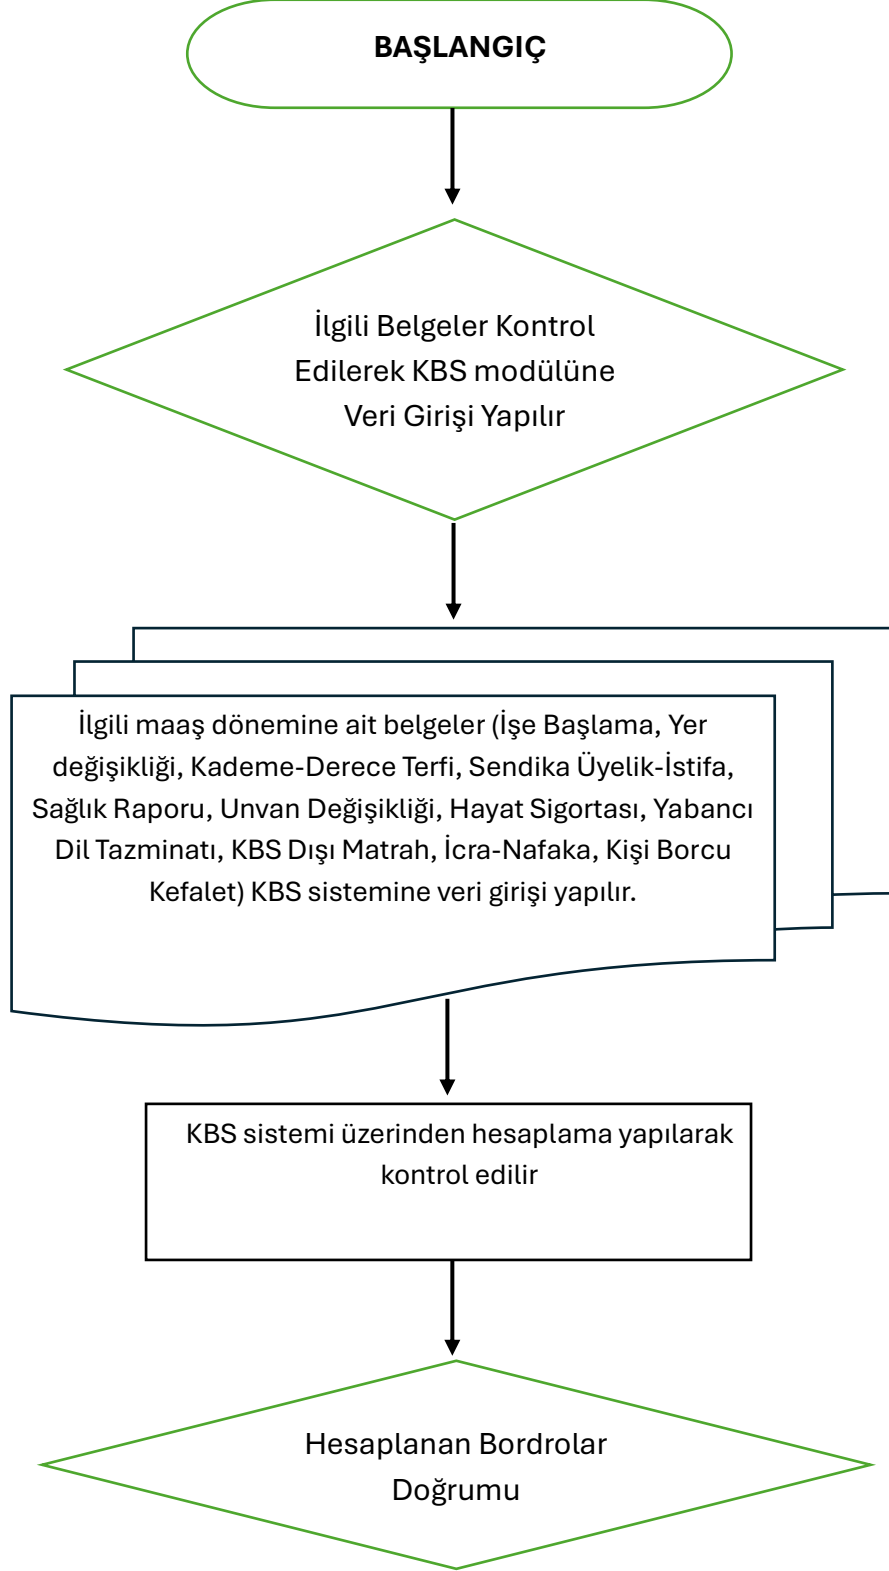 BAŞLANGIÇ
İlgili Belgeler Kontrol
Edilerek KBS modülüne
Veri Girişi Yapılır
İlgili maaş dönemine ait belgeler (İşe Başlama, Yer
değişikliği, Kademe-Derece Terfi, Sendika Üyelik-İstifa,
Sağlık Raporu, Unvan Değişikliği, Hayat Sigortası, Yabancı
Dil Tazminatı, KBS Dışı Matrah, İcra-Nafaka, Kişi Borcu
Kefalet) KBS sistemine veri girişi yapılır.
KBS sistemi üzerinden hesaplama yapılarak
kontrol edilir
Hesaplanan Bordrolar
Doğrumu